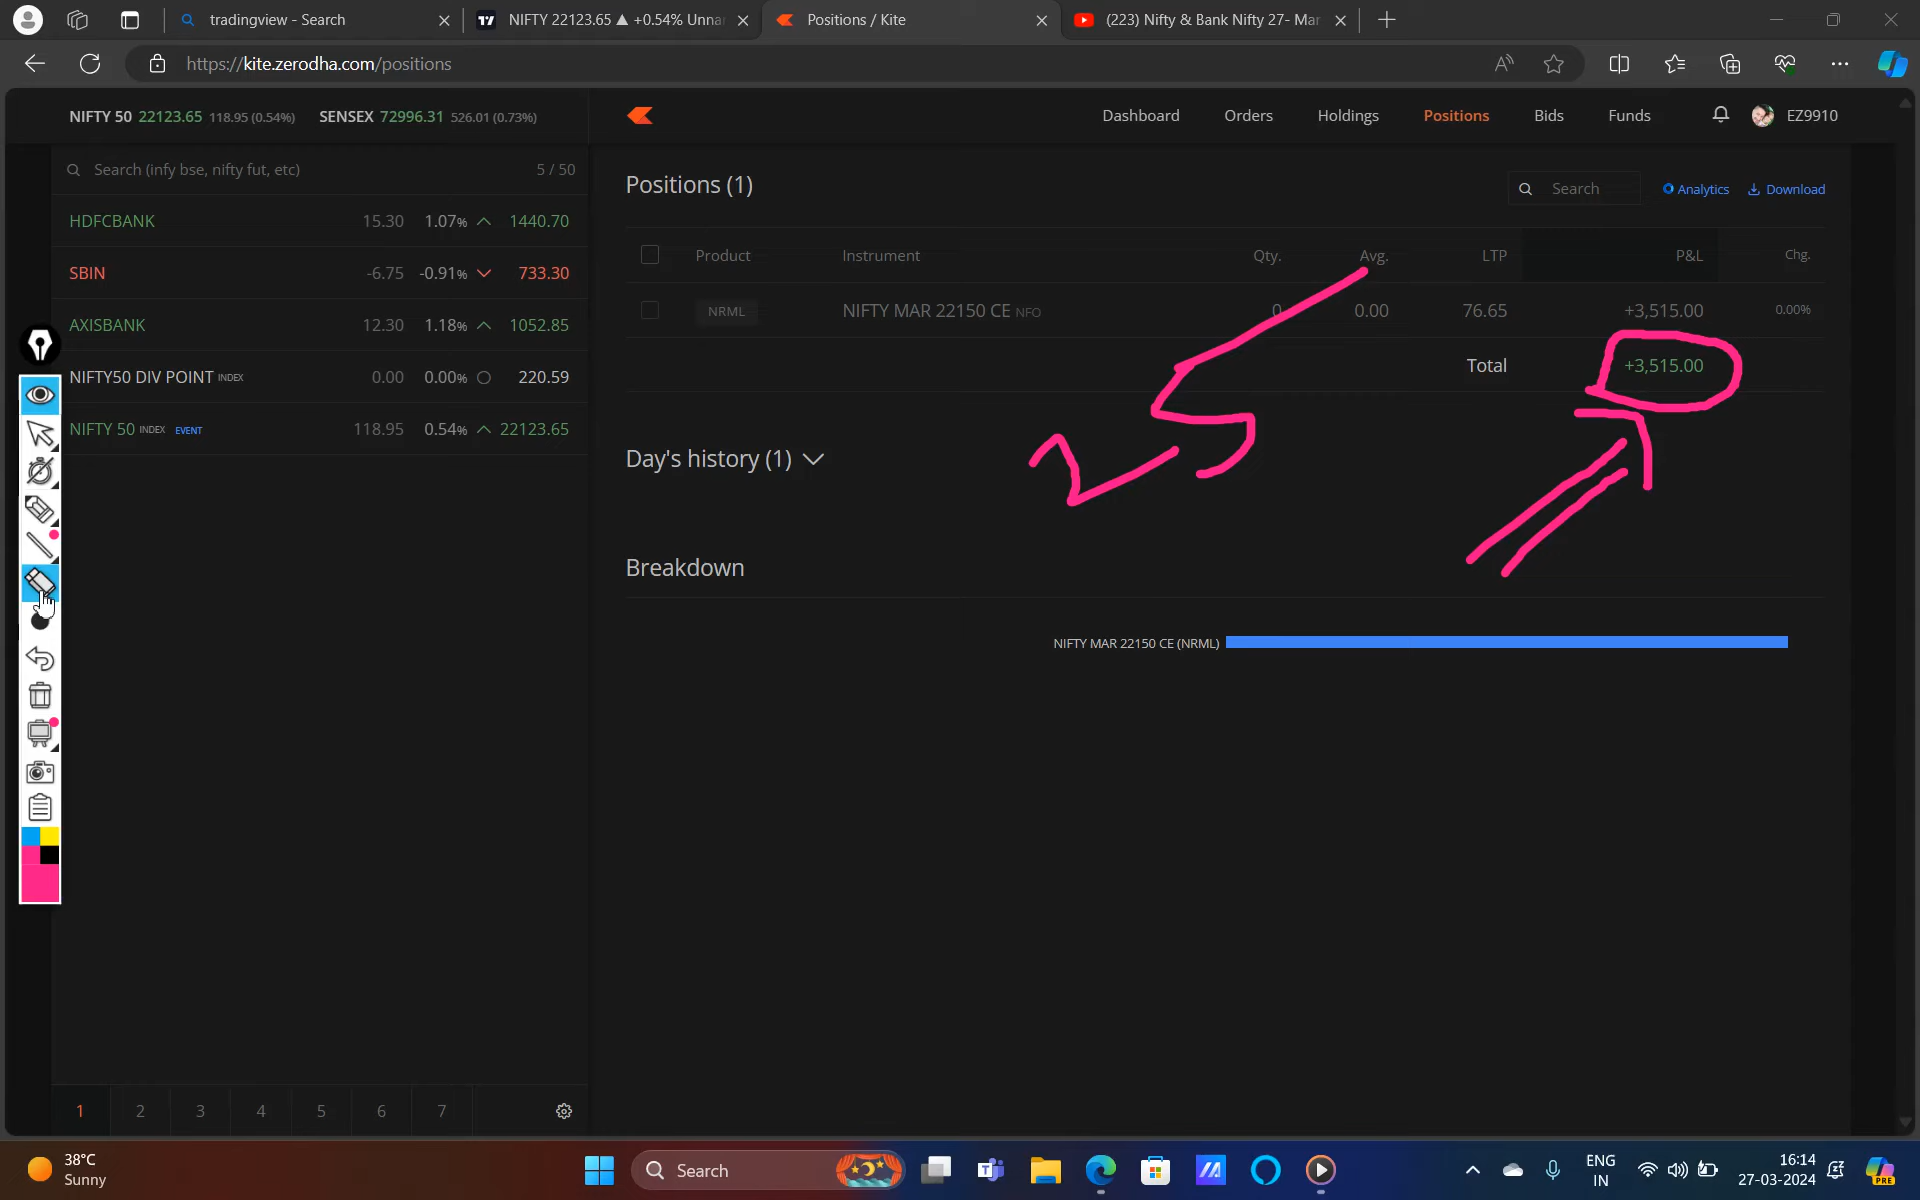 tradingview - Search
NIFTY 22123.65 ▲ +0.54% Unnar
Positions / Kite
(223) Nifty & Bank Nifty 27- Mar
https://kite.zerodha.com/positions
NIFTY 50 22123.65 118.95 (0.54%) SENSEX 72996.31 526.01 (0.73%)
Dashboard Orders Holdings Positions Bids Funds EZ9910
Search (infy bse, nifty fut, etc) 5 / 50
HDFCBANK 15.30 1.07% 1440.70
SBIN -6.75 -0.91% 733.30
AXISBANK 12.30 1.18% 1052.85
NIFTY50 DIV POINT INDEX 0.00 0.00% 220.59
NIFTY 50 INDEX EVENT 118.95 0.54% 22123.65
1 2 3 4 5 6 7
Positions (1)
Search Analytics Download
Product Instrument Qty. Avg. LTP P&L Chg.
NRML NIFTY MAR 22150 CE NFO 0 0.00 76.65 +3,515.00 0.00%
Total +3,515.00
25
Day's history (1)
Breakdown
NIFTY MAR 22150 CE (NRML)
38°C
Sunny
Search
ENG
IN
16:14
27-03-2024
PRE